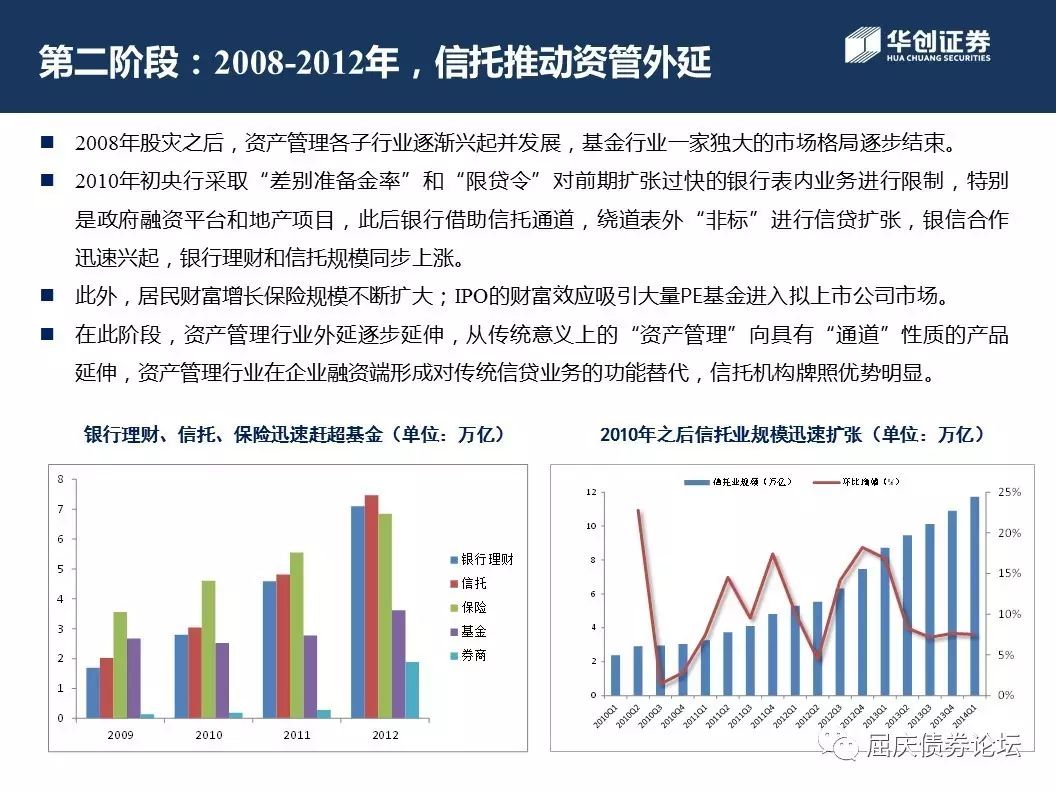 第二阶段：2008-2012年，信托推动资管外延
华创证券
HUA CHUANG SECURITIES
■ 2008年股灾之后，资产管理各子行业逐渐兴起并发展，基金行业一家独大的市场格局逐步结束。
■ 2010年初央行采取“差别准备金率”和“限贷令”对前期扩张过快的银行表内业务进行限制，特别
是政府融资平台和地产项目，此后银行借助信托通道，绕道表外“非标”进行信贷扩张，银信合作
迅速兴起，银行理财和信托规模同步上涨。
■ 此外，居民财富增长保险规模不断扩大；IPO的财富效应吸引大量PE基金进入拟上市公司市场。
■ 在此阶段，资产管理行业外延逐步延伸，从传统意义上的“资产管理”向具有“通道”性质的产品
延伸，资产管理行业在企业融资端形成对传统信贷业务的功能替代，信托机构牌照优势明显。
银行理财、信托、保险迅速赶超基金（单位：万亿）
8
7
6
5
4
3
2
1
0
2009 2010 2011 2012
银行理财
信托
保险
基金
券商
2010年之后信托业规模迅速扩张（单位：万亿）
信托业规模（万亿） 环比增幅（%）
12
10
8
6
4
2
0
25%
20%
15%
10%
5%
0%
2010Q1 2010Q2 2010Q3 2010Q4 2011Q1 2011Q2 2011Q3 2011Q4 2012Q1 2012Q2 2012Q3 2012Q4 2013Q1 2013Q2 2013Q3 2013Q4 2014Q1
屈庆债券论坛